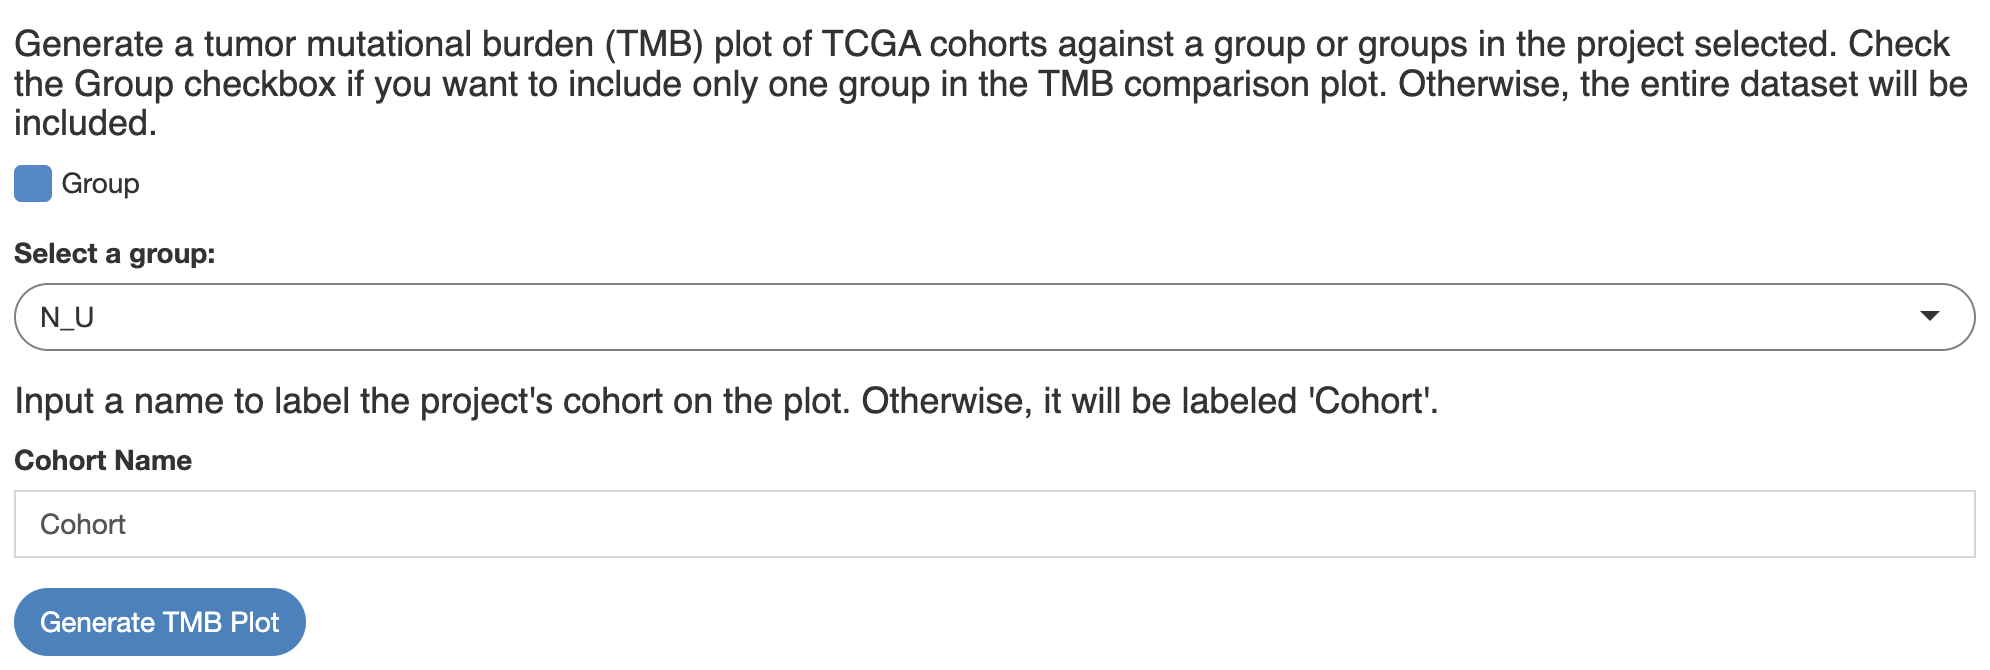 Generate a tumor mutational burden (TMB) plot of TCGA cohorts against a group or groups in the project selected. Check
the Group checkbox if you want to include only one group in the TMB comparison plot. Otherwise, the entire dataset will be
included.
Group
Select a group:
N_U
Input a name to label the project's cohort on the plot. Otherwise, it will be labeled 'Cohort'.
Cohort Name
Cohort
Generate TMB Plot